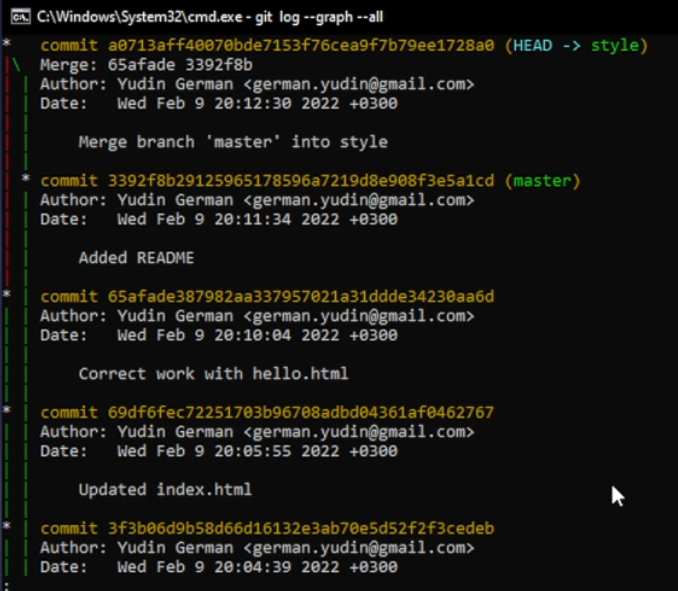 C:\Windows\System32\cmd.exe - git log --graph --all
* commit a0713aff40070bde7153f76cea9f7b79ee1728a0 (HEAD -> style)
|\ Merge: 65afade 3392f8b
| | Author: Yudin German <german.yudin@gmail.com>
| | Date: Wed Feb 9 20:12:30 2022 +0300
| |
| | Merge branch 'master' into style
| |
| * commit 3392f8b29125965178596a7219d8e908f3e5a1cd (master)
| | Author: Yudin German <german.yudin@gmail.com>
| | Date: Wed Feb 9 20:11:34 2022 +0300
| |
| | Added README
| |
* | commit 65afade387982aa337957021a31ddde34230aa6d
| | Author: Yudin German <german.yudin@gmail.com>
| | Date: Wed Feb 9 20:10:04 2022 +0300
| |
| | Correct work with hello.html
| |
* | commit 69df6fec72251703b96708adbd04361af0462767
| | Author: Yudin German <german.yudin@gmail.com>
| | Date: Wed Feb 9 20:05:55 2022 +0300
| |
| | Updated index.html
| |
* | commit 3f3b06d9b58d66d16132e3ab70e5d52f2f3cedeb
| | Author: Yudin German <german.yudin@gmail.com>
| | Date: Wed Feb 9 20:04:39 2022 +0300
: